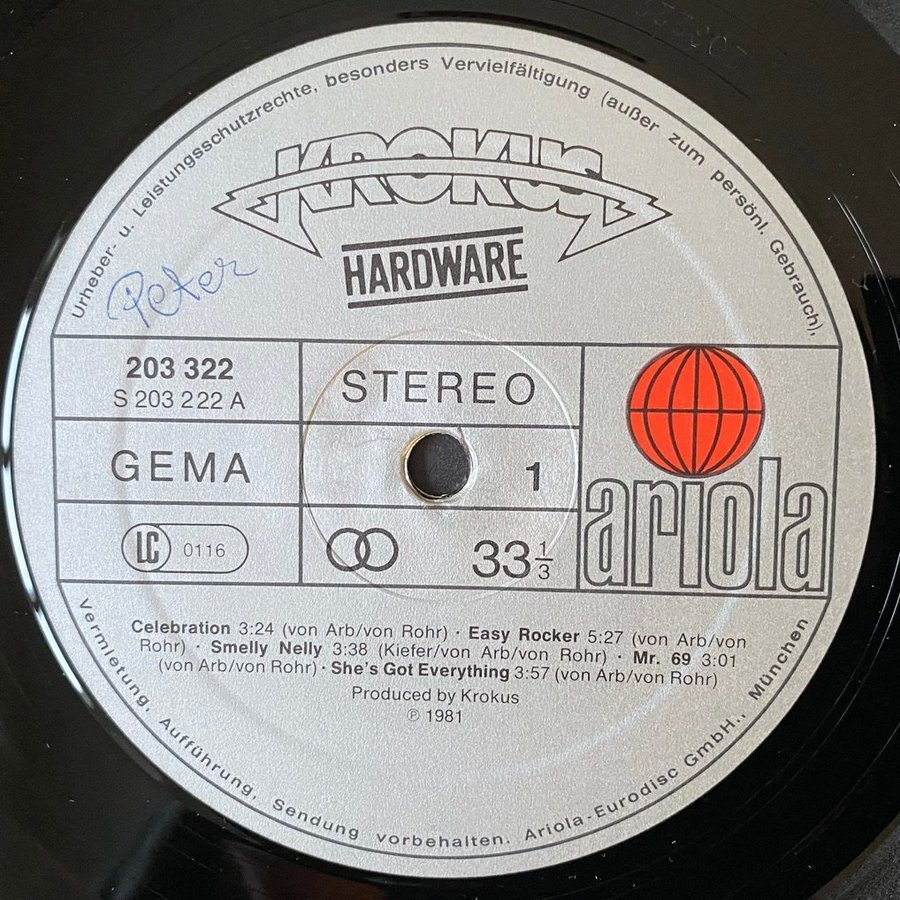 Urheber- u. Leistungsschutzrechte, besonders Vervielfältigung (außer zum persönl. Gebrauch),
KROKUS
HARDWARE
Peter
203 322
S 203 222 A
STEREO
GEMA
1
LC 0116
33 1/3
ariola
Celebration 3:24 (von Arb/von Rohr) · Easy Rocker 5:27 (von Arb/von
Rohr) · Smelly Nelly 3:38 (Kiefer/von Arb/von Rohr) · Mr. 69 3:01
(von Arb/von Rohr) · She's Got Everything 3:57 (von Arb/von Rohr)
Produced by Krokus
℗ 1981
Vermietung, Aufführung, Sendung vorbehalten. Ariola-Eurodisc GmbH., München